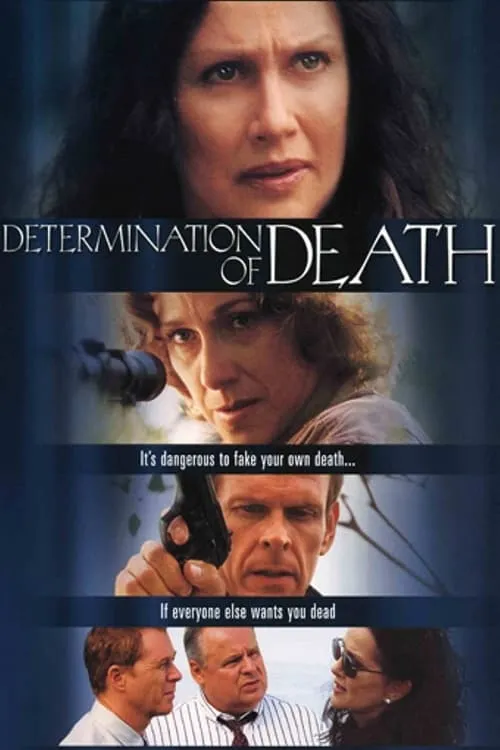 DETERMINATION
OF DEATH
It's dangerous to fake your own death...
If everyone else wants you dead